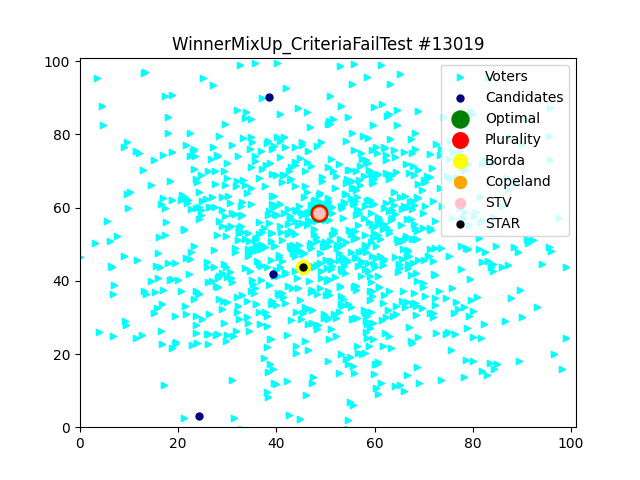 WinnerMixUp_CriteriaFailTest #13019
100
80
60
40
20
0
0
20
40
60
80
100
Voters
Candidates
Optimal
Plurality
Borda
Copeland
STV
STAR